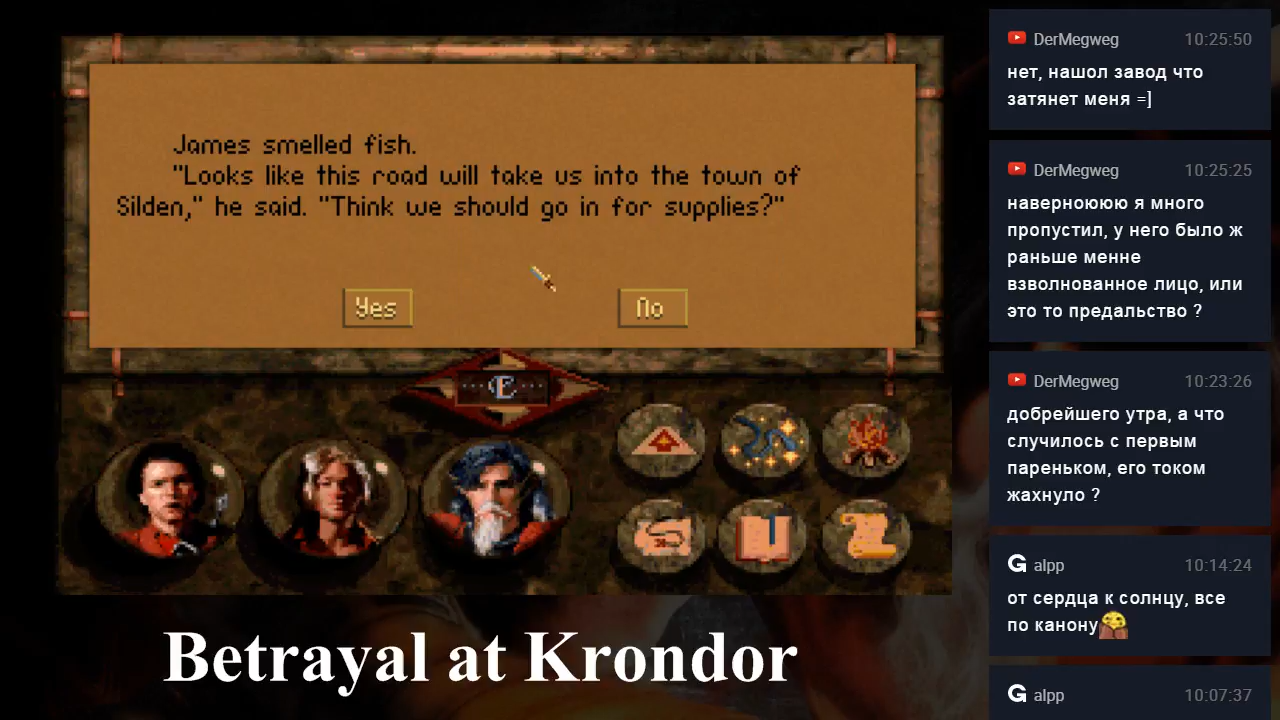 James smelled fish.
"Looks like this road will take us into the town of
Silden," he said. "Think we should go in for supplies?"
Yes
No
E
Betrayal at Krondor
DerMegweg
10:25:50
нет, нашол завод что
затянет меня =]
DerMegweg
10:25:25
наверноююю я много
пропустил, у него было ж
раньше менне
взволнованное лицо, или
это то предальство ?
DerMegweg
10:23:26
добрейшего утра, а что
случилось с первым
пареньком, его током
жахнуло ?
G alpp
10:14:24
от сердца к солнцу, все
по канону
G alpp
10:07:37